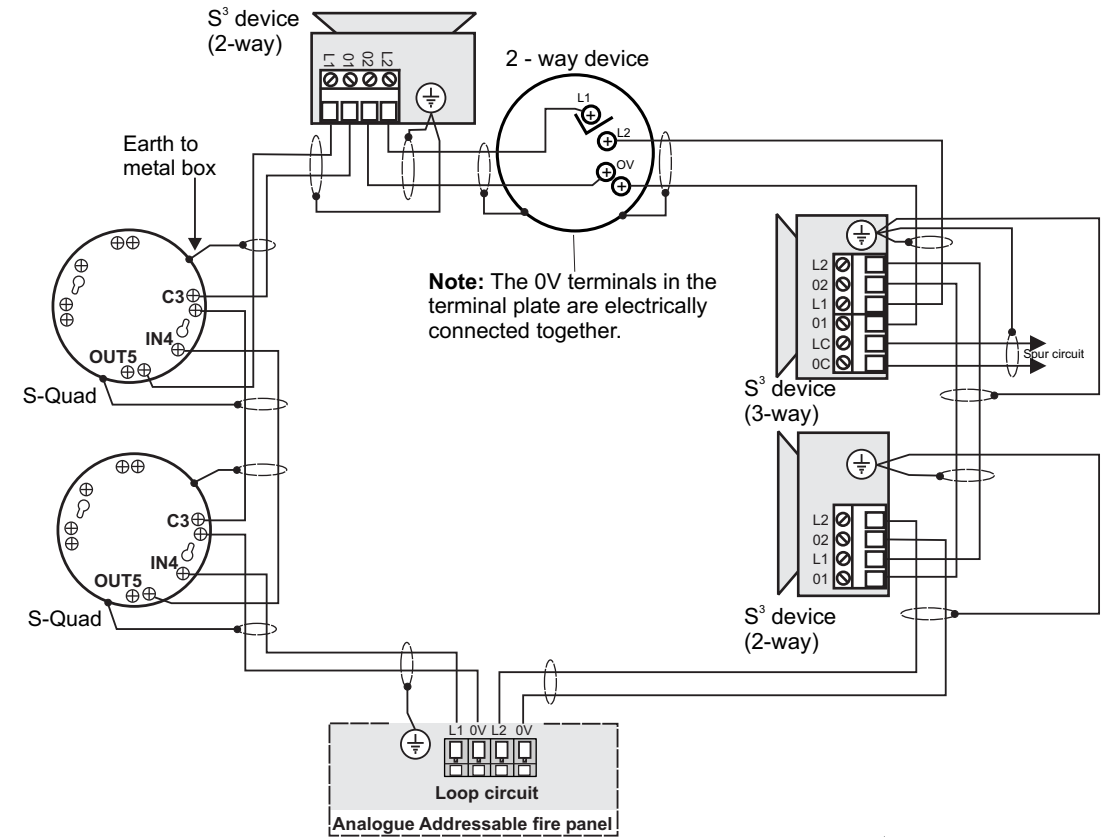 S³ device
(2-way)
L1 01 02 L2
2 - way device
L1
L2
OV
Earth to
metal box
Note: The 0V terminals in the
terminal plate are electrically
connected together.
C3
IN4
OUT5
S-Quad
L2
02
L1
01
LC
0C
Spur circuit
S³ device
(3-way)
C3
IN4
OUT5
S-Quad
L2
02
L1
01
S³ device
(2-way)
L1 0V L2 0V
Loop circuit
Analogue Addressable fire panel